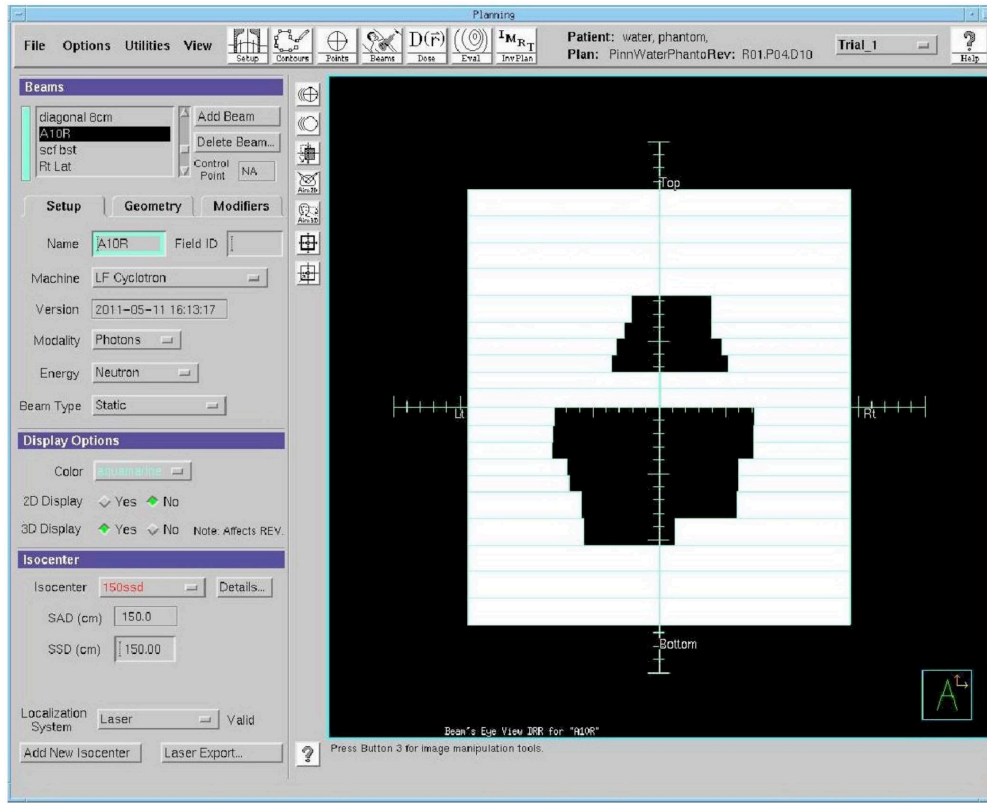 Planning
File Options Utilities View
Setup Contours Points Beams Dose Eval InvPlan
D(r⃗) IMRT
Patient: water, phantom,
Plan: PinnWaterPhantoRev: R01.P04.D10
Trial_1
Help
Beams
diagonal 8cm
A10R
scf bst
Rt Lat
Add Beam
Delete Beam...
Control Point NA
Setup Geometry Modifiers
Name A10R Field ID
Machine LF Cyclotron
Version 2011-05-11 16:13:17
Modality Photons
Energy Neutron
Beam Type Static
Display Options
Color Aquamarine
2D Display Yes No
3D Display Yes No Note: Affects REV.
Isocenter
Isocenter 150ssd Details...
SAD (cm) 150.0
SSD (cm) 150.00
Localization System Laser Valid
Add New Isocenter Laser Export...
Aim2D
Aim3D
Top
Lt
Rt
Bottom
A
Beam's Eye View DRR for "A10R"
Press Button 3 for image manipulation tools.